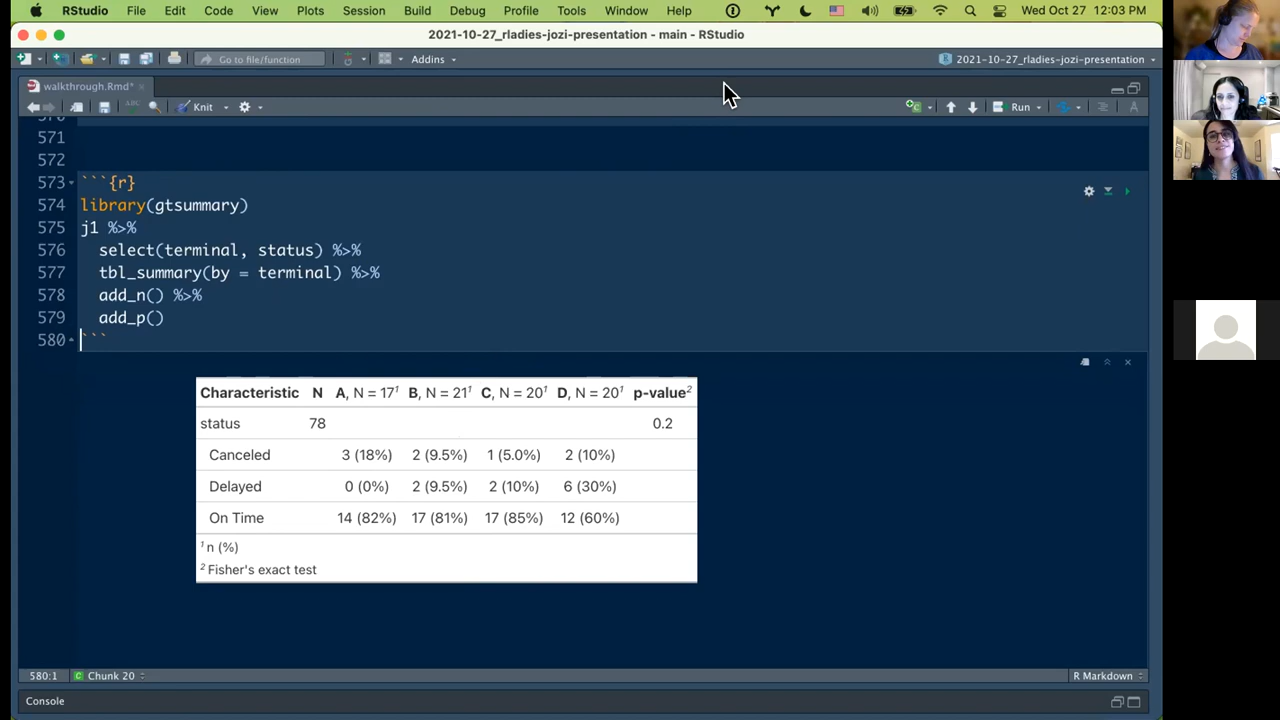 RStudio File Edit Code View Plots Session Build Debug Profile Tools Window Help Wed Oct 27 12:03 PM
2021-10-27_rladies-jozi-presentation - main - RStudio
Go to file/function Addins 2021-10-27_rladies-jozi-presentation
walkthrough.Rmd*
ABC Knit Run
570
571
572
573 ```{r}
574 library(gtsummary)
575 j1 %>%
576 select(terminal, status) %>%
577 tbl_summary(by = terminal) %>%
578 add_n() %>%
579 add_p()
580 ```
Characteristic N A, N = 17¹ B, N = 21¹ C, N = 20¹ D, N = 20¹ p-value²
status 78 0.2
Canceled 3 (18%) 2 (9.5%) 1 (5.0%) 2 (10%)
Delayed 0 (0%) 2 (9.5%) 2 (10%) 6 (30%)
On Time 14 (82%) 17 (81%) 17 (85%) 12 (60%)
¹ n (%)
² Fisher's exact test
580:1 C Chunk 20 R Markdown
Console